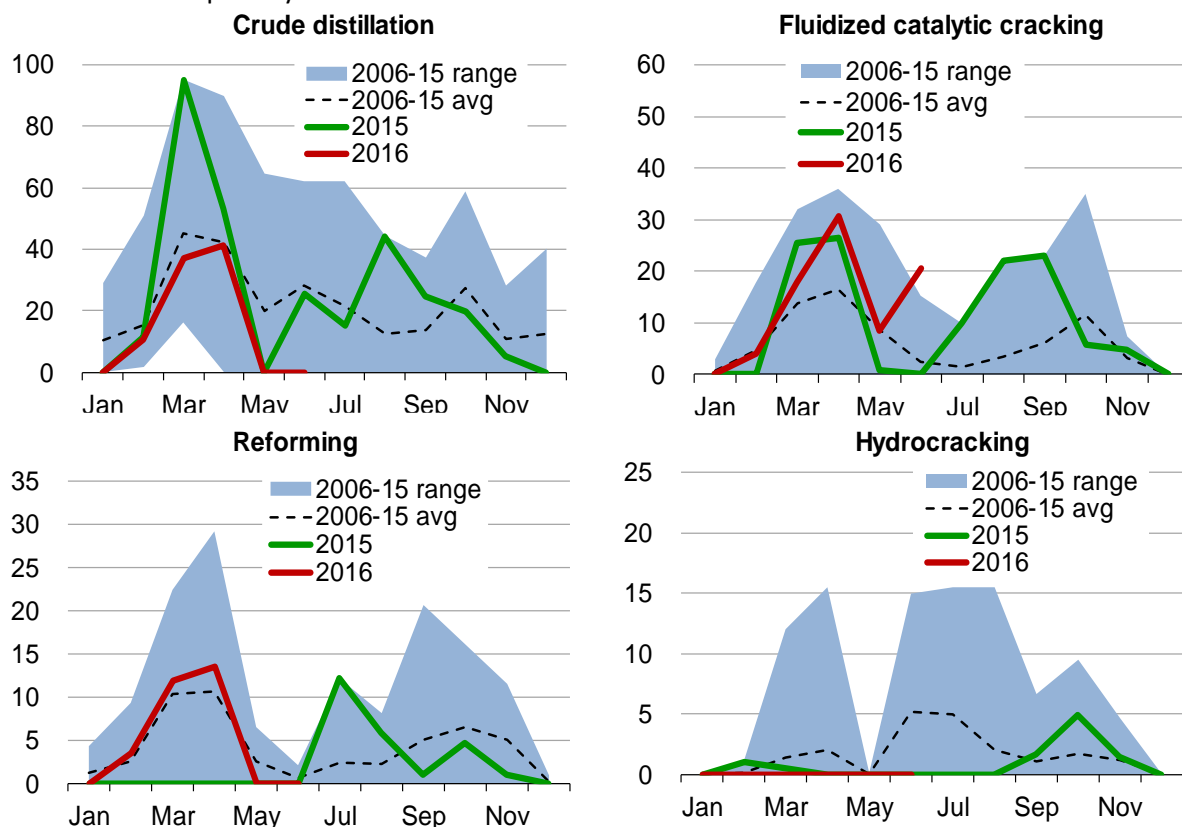 Crude distillation
100
80
60
40
20
0
2006-15 range
2006-15 avg
2015
2016
Jan Mar May Jul Sep Nov
Fluidized catalytic cracking
60
50
40
30
20
10
0
2006-15 range
2006-15 avg
2015
2016
Jan Mar May Jul Sep Nov
Reforming
35
30
25
20
15
10
5
0
2006-15 range
2006-15 avg
2015
2016
Jan Mar May Jul Sep Nov
Hydrocracking
25
20
15
10
5
0
2006-15 range
2006-15 avg
2015
2016
Jan Mar May Jul Sep Nov